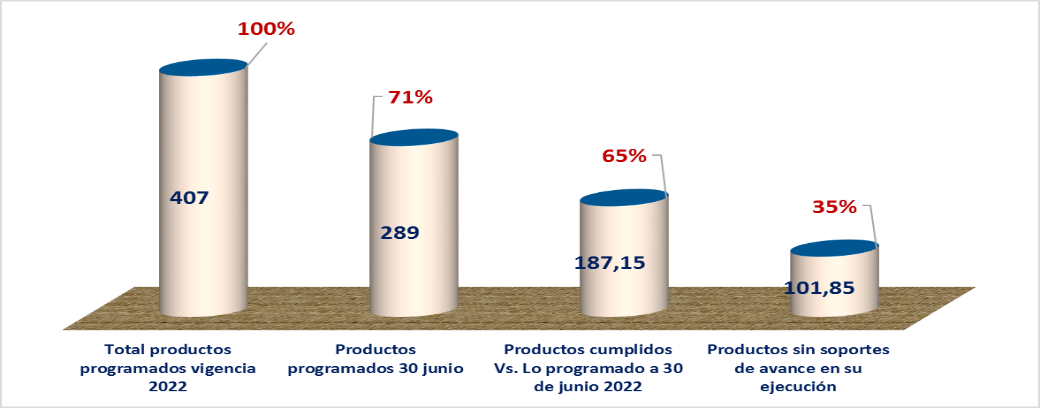 100%
71%
65%
35%
407
289
187,15
101,85
Total productos
programados vigencia
2022
Productos
programados 30 junio
Productos cumplidos
Vs. Lo programado a 30
de junio 2022
Productos sin soportes
de avance en su
ejecución